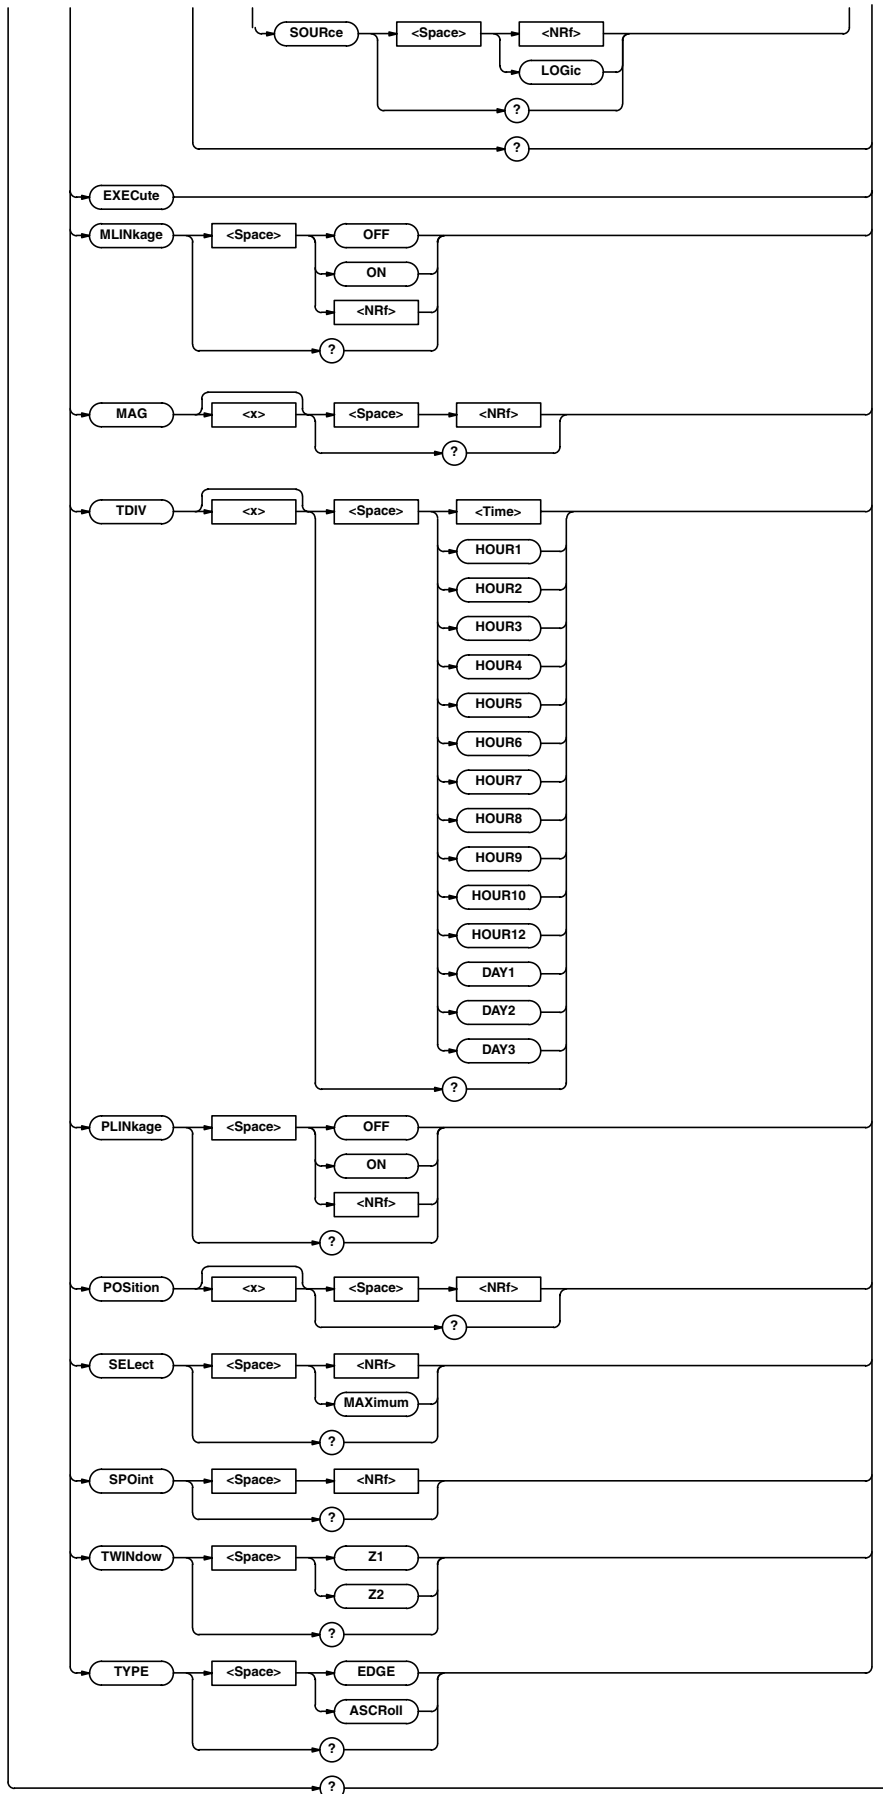 SOURce <Space> <NRf>
LOGic
?
?
EXECute
MLINkage <Space> OFF
ON
<NRf>
?
MAG <x> <Space> <NRf>
?
TDIV <x> <Space> <Time>
HOUR1
HOUR2
HOUR3
HOUR4
HOUR5
HOUR6
HOUR7
HOUR8
HOUR9
HOUR10
HOUR12
DAY1
DAY2
DAY3
?
PLINkage <Space> OFF
ON
<NRf>
?
POSition <x> <Space> <NRf>
?
SELect <Space> <NRf>
MAXimum
?
SPOint <Space> <NRf>
?
TWINdow <Space> Z1
Z2
?
TYPE <Space> EDGE
ASCRoll
?
?